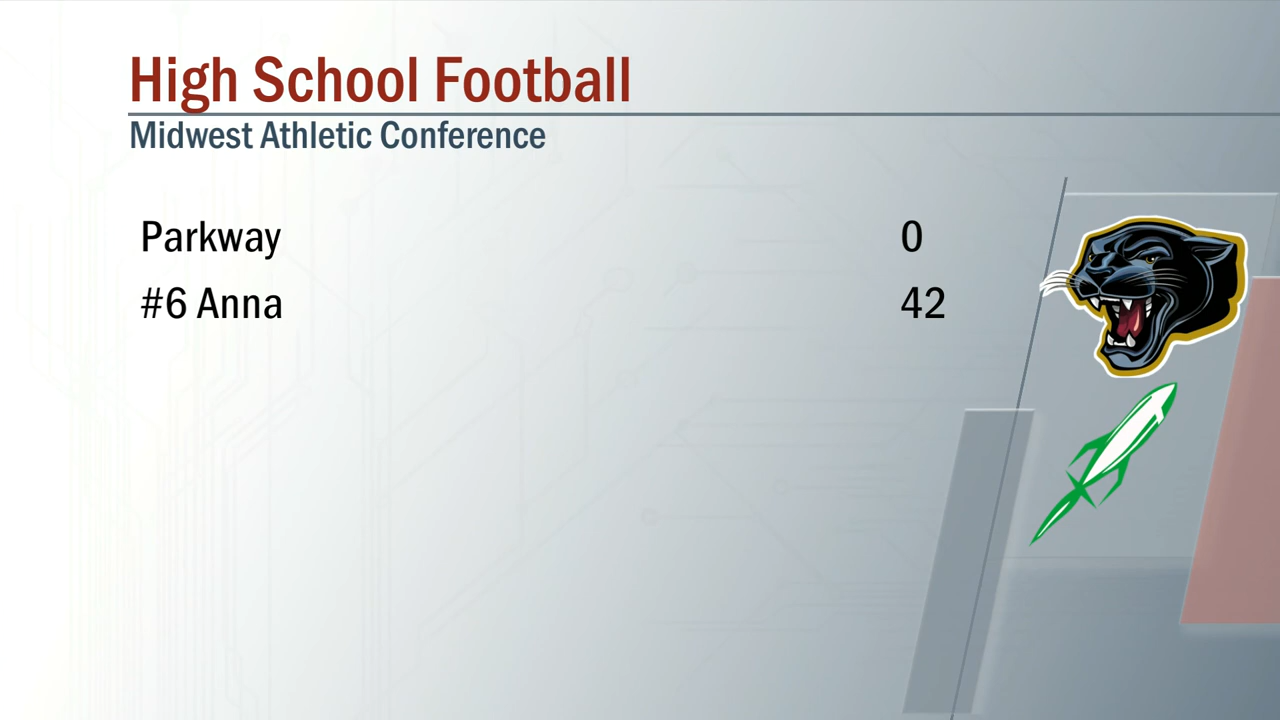 High School Football
Midwest Athletic Conference
Parkway 0
#6 Anna 42